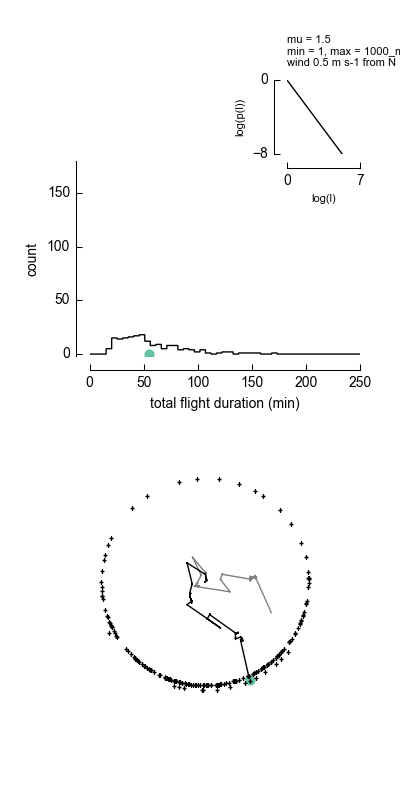 mu = 1.5
min = 1, max = 1000_m
wind 0.5 m s-1 from N
0
log(p(l))
−8
0 7
log(l)
150
100
count
50
0
0 50 100 150 200 250
total flight duration (min)